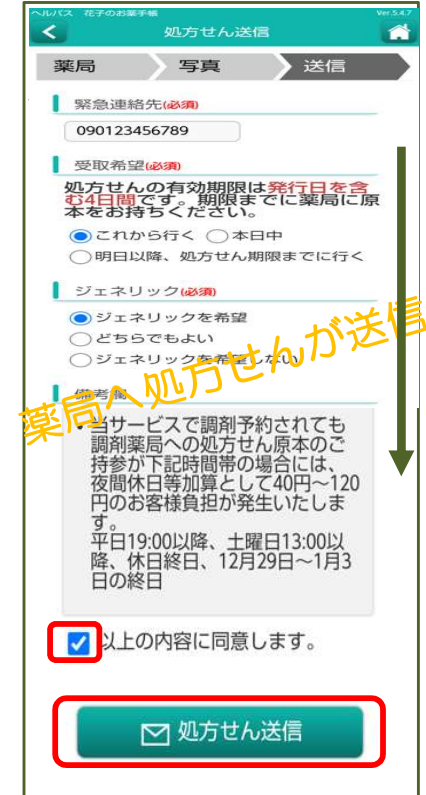 ヘルパス 花子のお薬手帳
Ver.5.4.7
処方せん送信
薬局 写真 送信
緊急連絡先(必須)
090123456789
受取希望(必須)
処方せんの有効期限は発行日を含
む4日間です。期限までに薬局に原
本をお持ちください。
これから行く 本日中
明日以降、処方せん期限までに行く
ジェネリック(必須)
ジェネリックを希望
どちらでもよい
ジェネリックを希望しない
薬局へ処方せんが送信
備考欄
・当サービスで調剤予約されても
調剤薬局への処方せん原本のご
持参が下記時間帯の場合には、
夜間休日等加算として40円～120
円のお客様負担が発生いたしま
す。
平日19:00以降、土曜日13:00以
降、休日終日、12月29日～1月3
日の終日
以上の内容に同意します。
処方せん送信